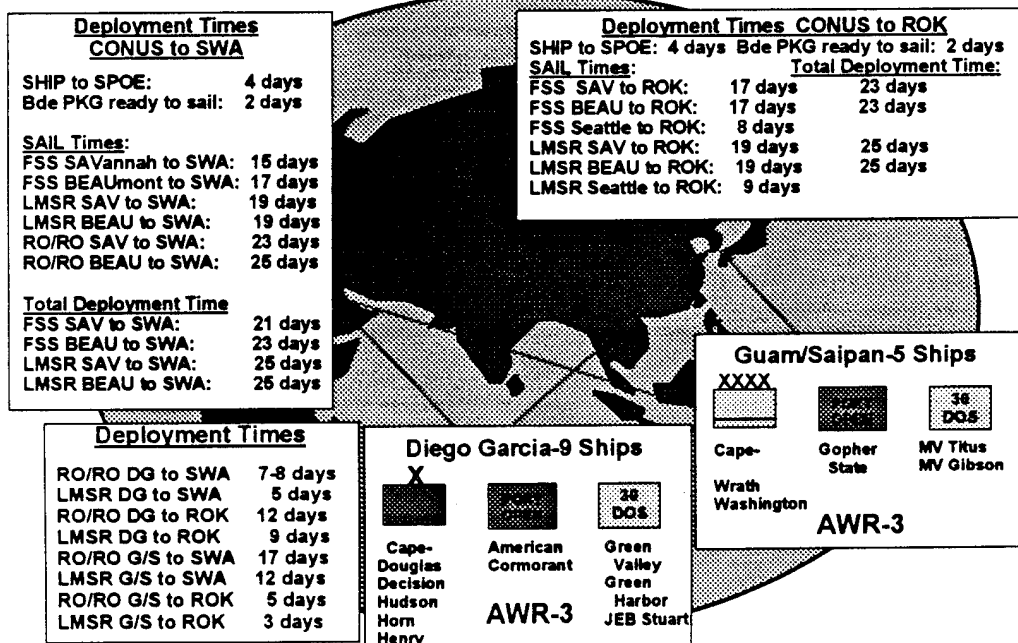 Deployment Times
CONUS to SWA
SHIP to SPOE: 4 days
Bde PKG ready to sail: 2 days
SAIL Times:
FSS SAVannah to SWA: 15 days
FSS BEAUmont to SWA: 17 days
LMSR SAV to SWA: 19 days
LMSR BEAU to SWA: 19 days
RO/RO SAV to SWA: 23 days
RO/RO BEAU to SWA: 25 days
Total Deployment Time
FSS SAV to SWA: 21 days
FSS BEAU to SWA: 23 days
LMSR SAV to SWA: 25 days
LMSR BEAU to SWA: 25 days
Deployment Times CONUS to ROK
SHIP to SPOE: 4 days Bde PKG ready to sail: 2 days
SAIL Times: Total Deployment Time:
FSS SAV to ROK: 17 days 23 days
FSS BEAU to ROK: 17 days 23 days
FSS Seattle to ROK: 8 days
LMSR SAV to ROK: 19 days 25 days
LMSR BEAU to ROK: 19 days 25 days
LMSR Seattle to ROK: 9 days
Deployment Times
RO/RO DG to SWA 7-8 days
LMSR DG to SWA 5 days
RO/RO DG to ROK 12 days
LMSR DG to ROK 9 days
RO/RO G/S to SWA 17 days
LMSR G/S to SWA 12 days
RO/RO G/S to ROK 5 days
LMSR G/S to ROK 3 days
Diego Garcia-9 Ships
X
DOS
Cape-
Douglas
Decision
Hudson
Horn
Henry
American
Cormorant
Green
Valley
Green
Harbor
JEB Stuart
AWR-3
Guam/Saipan-5 Ships
XXXX
DOS
Cape-
Wrath
Washington
Gopher
State
MV Titus
MV Gibson
AWR-3